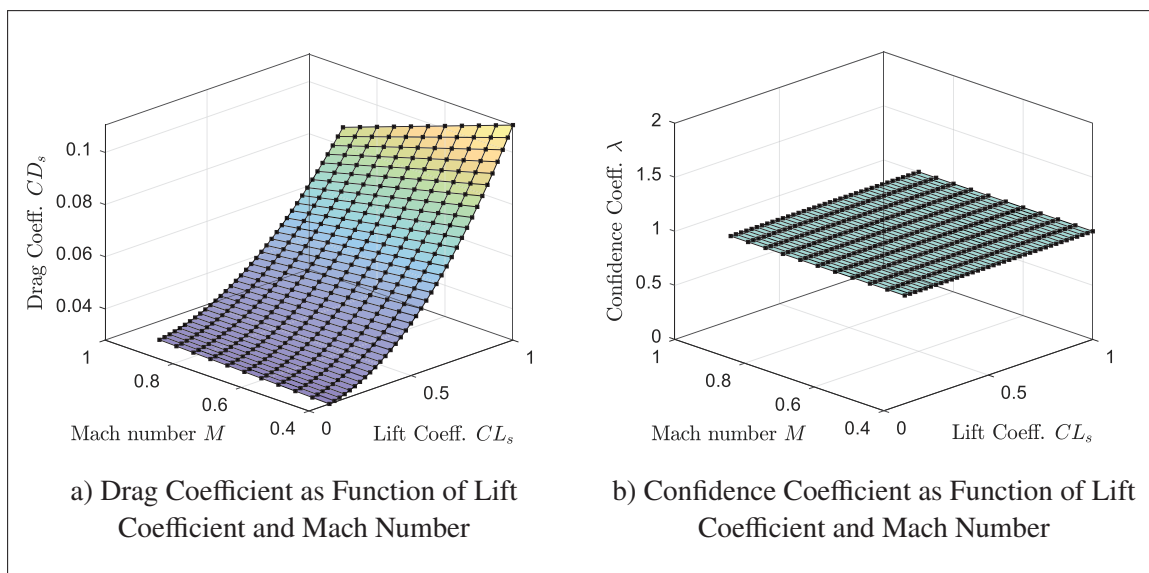 0.1
0.08
0.06
0.04
Drag Coeff. CD_s
1
0.8
0.6
0.4
Mach number M
0
0.5
1
Lift Coeff. CL_s
a) Drag Coefficient as Function of Lift
Coefficient and Mach Number
2
1.5
1
0.5
0
Confidence Coeff. λ
1
0.8
0.6
0.4
Mach number M
0
0.5
1
Lift Coeff. CL_s
b) Confidence Coefficient as Function of Lift
Coefficient and Mach Number